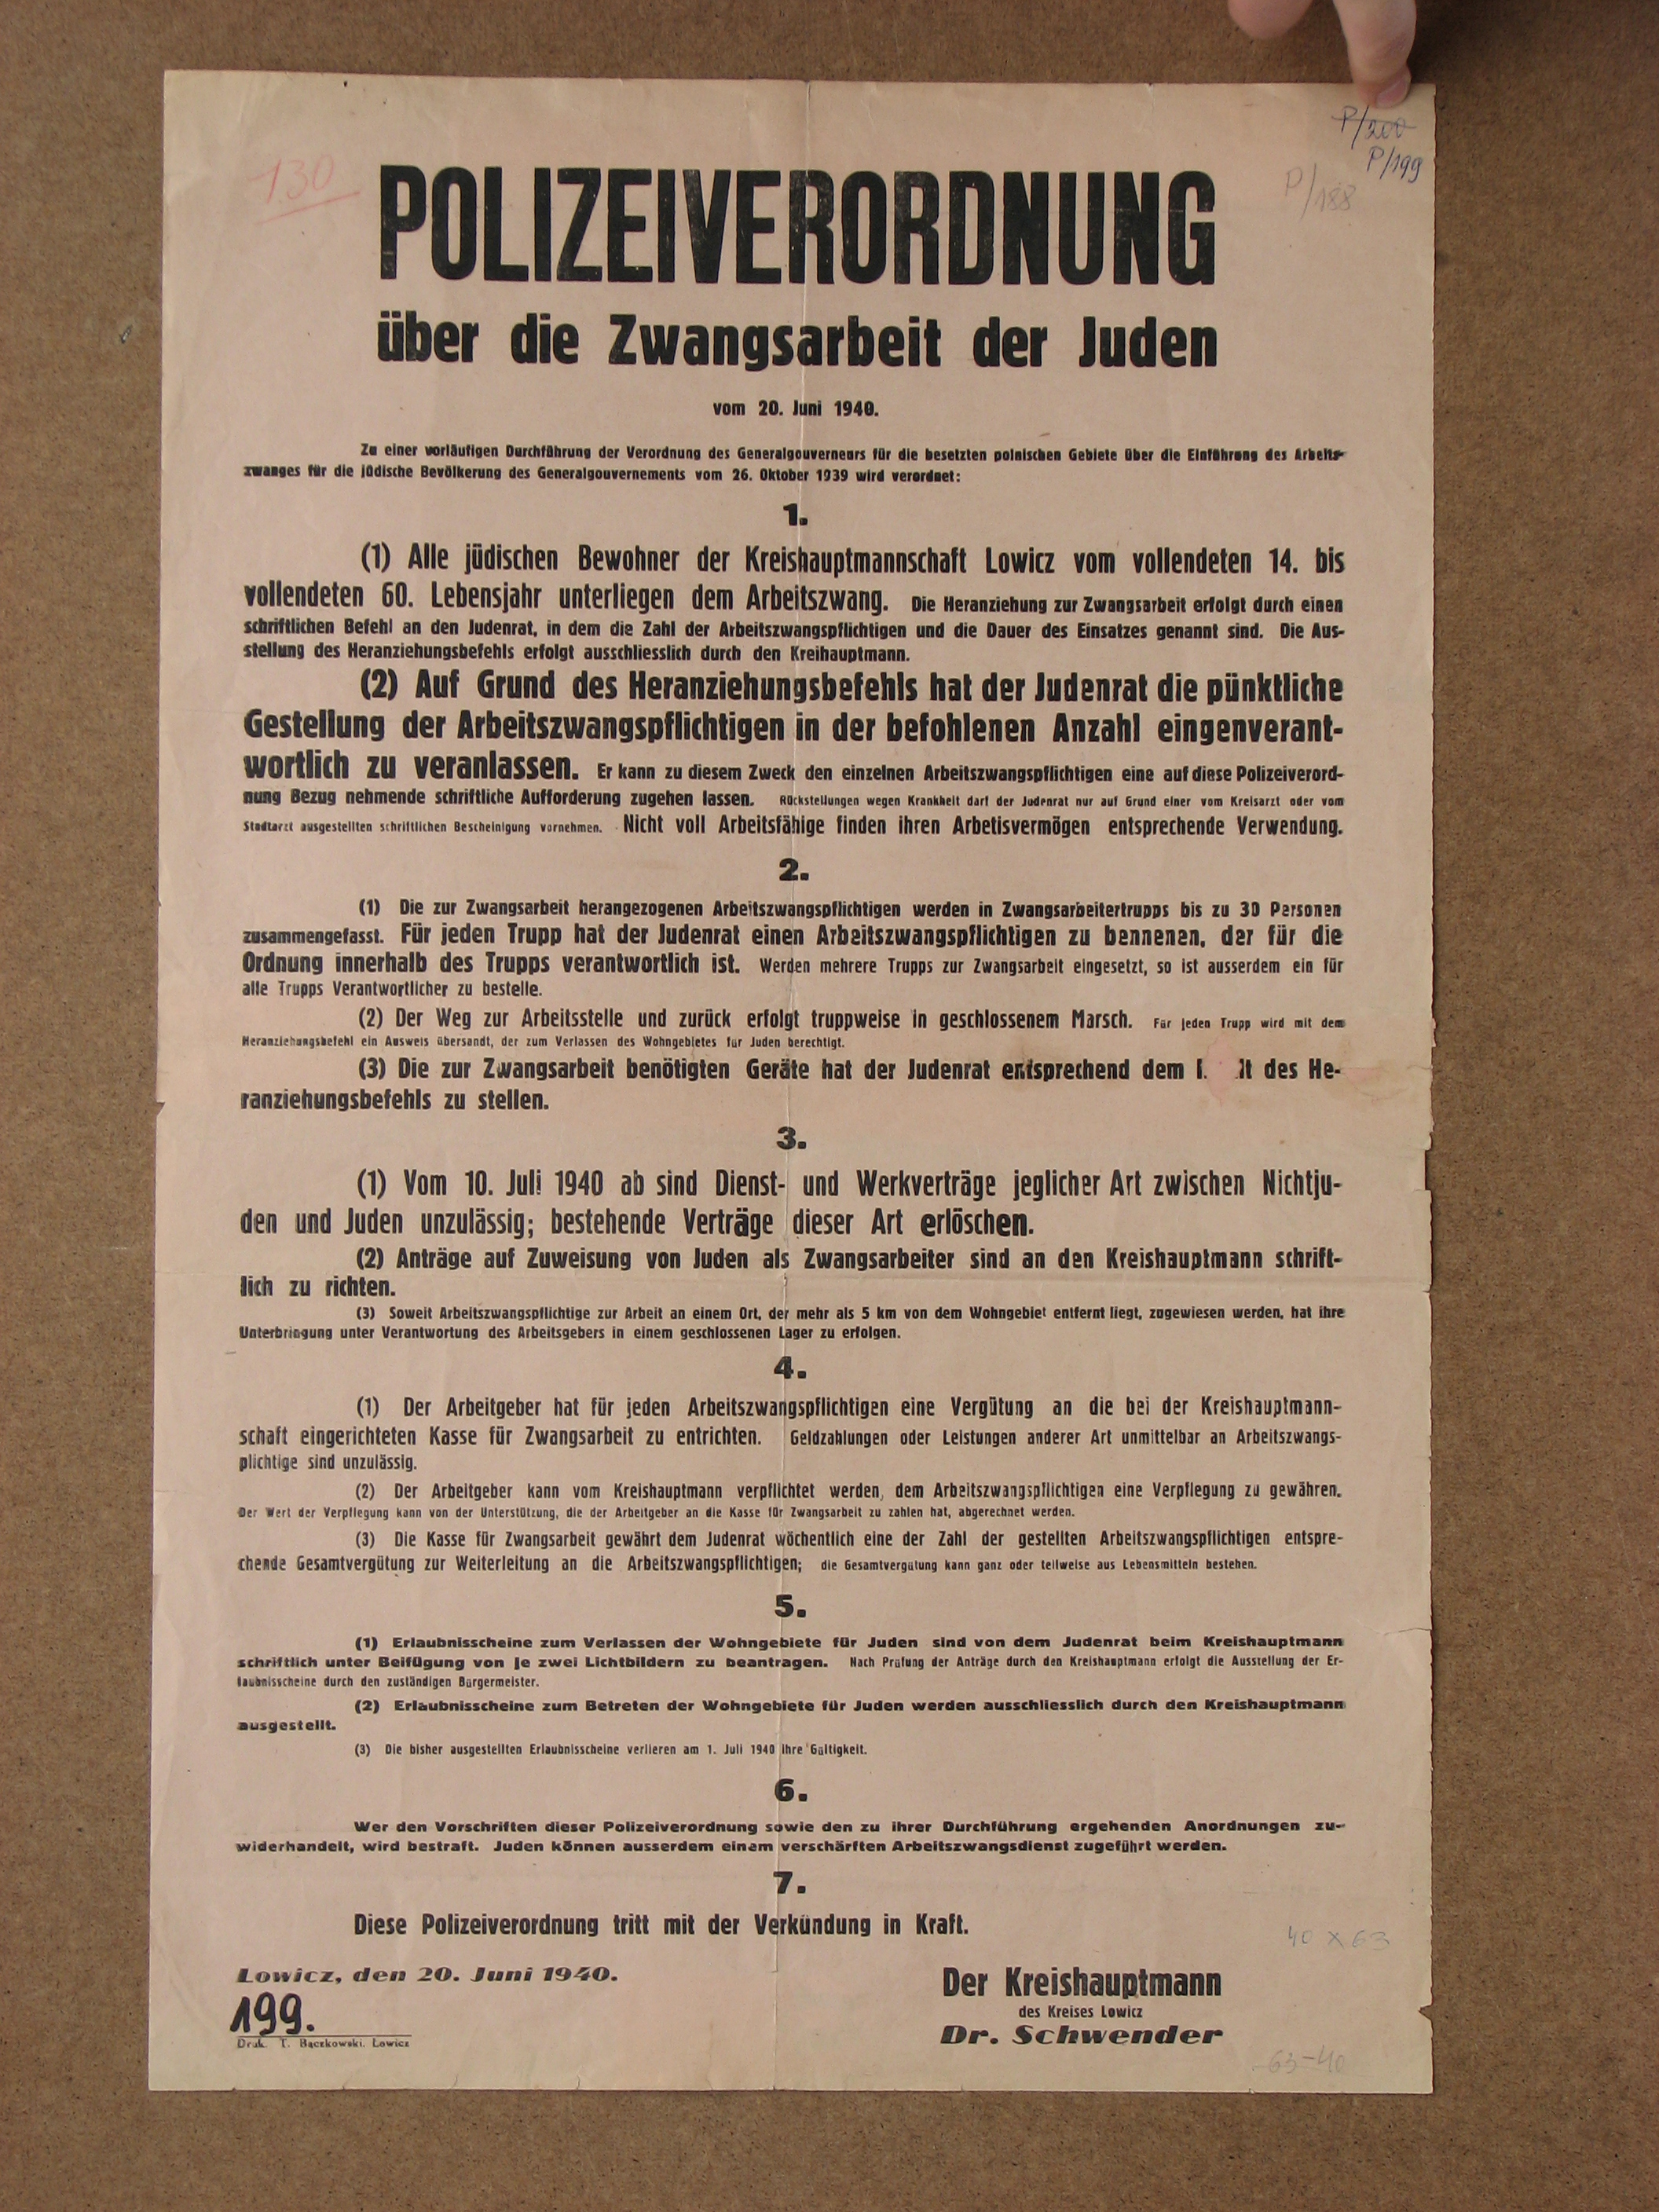 P/200
P/199
130
P/188
POLIZEIVERORDNUNG
über die Zwangsarbeit der Juden
vom 20. Juni 1940.
Zu einer vorläufigen Durchführung der Verordnung des Generalgouverneurs für die besetzten polnischen Gebiete über die Einführung des Arbeits-
zwanges für die jüdische Bevölkerung des Generalgouvernements vom 26. Oktober 1939 wird verordnet:
1.
(1) Alle jüdischen Bewohner der Kreishauptmannschaft Lowicz vom vollendeten 14. bis
vollendeten 60. Lebensjahr unterliegen dem Arbeitszwang. Die Heranziehung zur Zwangsarbeit erfolgt durch einen
schriftlichen Befehl an den Judenrat, in dem die Zahl der Arbeitszwangspflichtigen und die Dauer des Einsatzes genannt sind. Die Aus-
stellung des Heranziehungsbefehls erfolgt ausschliesslich durch den Kreihauptmann.
(2) Auf Grund des Heranziehungsbefehls hat der Judenrat die pünktliche
Gestellung der Arbeitszwangspflichtigen in der befohlenen Anzahl eingenverant-
wortlich zu veranlassen. Er kann zu diesem Zweck den einzelnen Arbeitszwangspflichtigen eine auf diese Polizeiverord-
nung Bezug nehmende schriftliche Aufforderung zugehen lassen. Rückstellungen wegen Krankheit darf der Judenrat nur auf Grund einer vom Kreisarzt oder vom
Stadtarzt ausgestellten schriftlichen Bescheinigung vornehmen. Nicht voll Arbeitsfähige finden ihren Arbetisvermögen entsprechende Verwendung.
2.
(1) Die zur Zwangsarbeit herangezogenen Arbeitszwangspflichtigen werden in Zwangsarbeitertrupps bis zu 30 Personen
zusammengefasst. Für jeden Trupp hat der Judenrat einen Arbeitszwangspflichtigen zu bennenen, der für die
Ordnung innerhalb des Trupps verantwortlich ist. Werden mehrere Trupps zur Zwangsarbeit eingesetzt, so ist ausserdem ein für
alle Trupps Verantwortlicher zu bestelle.
(2) Der Weg zur Arbeitsstelle und zurück erfolgt truppweise in geschlossenem Marsch. Für jeden Trupp wird mit dem
Heranziehungsbefehl ein Ausweis übersandt, der zum Verlassen des Wohngebietes für Juden berechtigt.
(3) Die zur Zwangsarbeit benötigten Geräte hat der Judenrat entsprechend dem des He-
ranziehungsbefehls zu stellen.
3.
(1) Vom 10. Juli 1940 ab sind Dienst- und Werkverträge jeglicher Art zwischen Nichtju-
den und Juden unzulässig; bestehende Verträge dieser Art erlöschen.
(2) Anträge auf Zuweisung von Juden als Zwangsarbeiter sind an den Kreishauptmann schrift-
lich zu richten.
(3) Soweit Arbeitszwangspflichtige zur Arbeit an einem Ort, der mehr als 5 km von dem Wohngebiet entfernt liegt, zugewiesen werden, hat ihre
Unterbringung unter Verantwortung des Arbeitsgebers in einem geschlossenen Lager zu erfolgen.
4.
(1) Der Arbeitgeber hat für jeden Arbeitszwangspflichtigen eine Vergütung an die bei der Kreishauptmann-
schaft eingerichteten Kasse für Zwangsarbeit zu entrichten. Geldzahlungen oder Leistungen anderer Art unmittelbar an Arbeitszwangs-
plichtige sind unzulässig.
(2) Der Arbeitgeber kann vom Kreishauptmann verpflichtet werden, dem Arbeitszwangspflichtigen eine Verpflegung zu gewähren.
Der Wert der Verpflegung kann von der Unterstützung, die der Arbeitgeber an die Kasse für Zwangsarbeit zu zahlen hat, abgerechnet werden.
(3) Die Kasse für Zwangsarbeit gewährt dem Judenrat wöchentlich eine der Zahl der gestellten Arbeitszwangspflichtigen entspre-
chende Gesamtvergütung zur Weiterleitung an die Arbeitszwangspflichtigen; die Gesamtvergütung kann ganz oder teilweise aus Lebensmitteln bestehen.
5.
(1) Erlaubnisscheine zum Verlassen der Wohngebiete für Juden sind von dem Judenrat beim Kreishauptmann
schriftlich unter Beifügung von je zwei Lichtbildern zu beantragen. Nach Prüfung der Anträge durch den Kreishauptmann erfolgt die Ausstellung der Er-
laubnisscheine durch den zuständigen Bürgermeister.
(2) Erlaubnisscheine zum Betreten der Wohngebiete für Juden werden ausschliesslich durch den Kreishauptmann
ausgestellt.
(3) Die bisher ausgestellten Erlaubnisscheine verlieren am 1. Juli 1940 ihre Gültigkeit.
6.
Wer den Vorschriften dieser Polizeiverordnung sowie den zu ihrer Durchführung ergehenden Anordnungen zu-
widerhandelt, wird bestraft. Juden können ausserdem einem verschärften Arbeitszwangsdienst zugeführt werden.
7.
Diese Polizeiverordnung tritt mit der Verkündung in Kraft.
40 x 63
Lowicz, den 20. Juni 1940.
Der Kreishauptmann
des Kreises Lowicz
Dr. Schwender
199.
Druk. T. Bączkowski, Łowicz
63-40